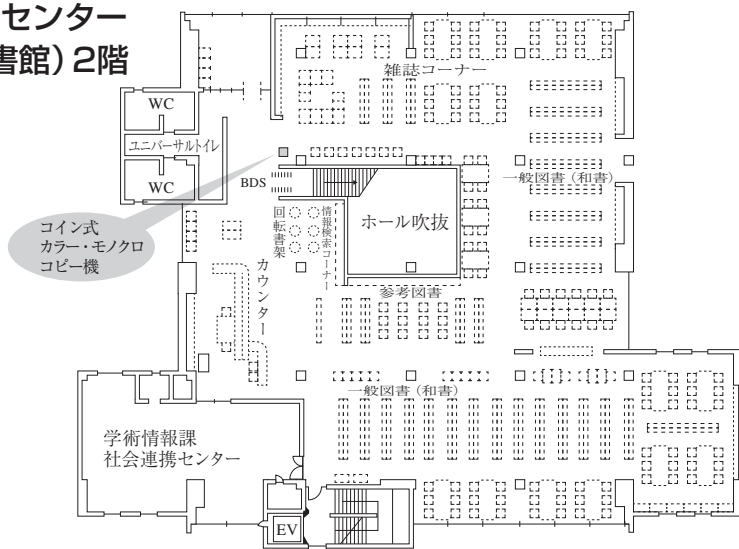 センター
書館）2階
雑誌コーナー
WC
ユニバーサルトイレ
WC
BDS
一般図書（和書）
コイン式
カラー・モノクロ
コピー機
回転書架
情報検索コーナー
ホール吹抜
カウンター
参考図書
一般図書（和書）
学術情報課
社会連携センター
EV